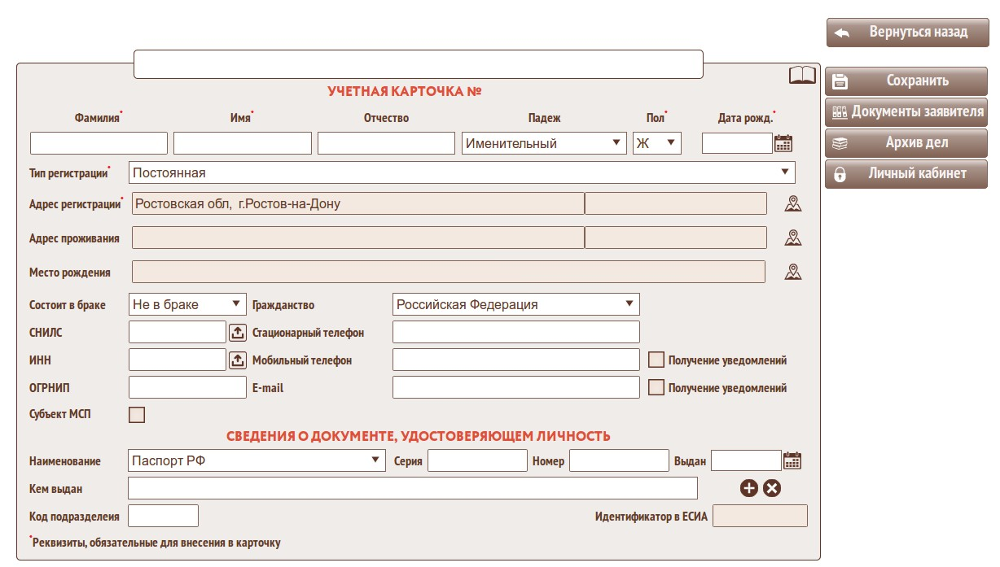 Вернуться назад
Сохранить
Документы заявителя
Архив дел
Личный кабинет
УЧЕТНАЯ КАРТОЧКА №
Фамилия* Имя* Отчество Падеж Пол* Дата рожд.*
Именительный Ж
Тип регистрации* Постоянная
Адрес регистрации* Ростовская обл, г.Ростов-на-Дону
Адрес проживания
Место рождения
Состоит в браке Не в браке Гражданство Российская Федерация
СНИЛС Стационарный телефон
ИНН Мобильный телефон Получение уведомлений
ОГРНИП E-mail Получение уведомлений
Субъект МСП
СВЕДЕНИЯ О ДОКУМЕНТЕ, УДОСТОВЕРЯЮЩЕМ ЛИЧНОСТЬ
Наименование Паспорт РФ Серия Номер Выдан
Кем выдан
Код подразделеия Идентификатор в ЕСИА
*Реквизиты, обязательные для внесения в карточку